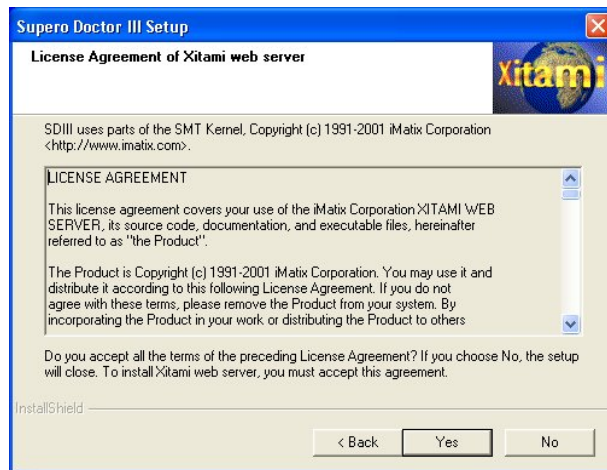 Supero Doctor III Setup
License Agreement of Xitami web server
Xitami
SDIII uses parts of the SMT Kernel, Copyright (c) 1991-2001 iMatix Corporation
<http://www.imatix.com>.
LICENSE AGREEMENT
This license agreement covers your use of the iMatix Corporation XITAMI WEB
SERVER, its source code, documentation, and executable files, hereinafter
referred to as "the Product".
The Product is Copyright (c) 1991-2001 iMatix Corporation. You may use it and
distribute it according to this following License Agreement. If you do not
agree with these terms, please remove the Product from your system. By
incorporating the Product in your work or distributing the Product to others
Do you accept all the terms of the preceding License Agreement? If you choose No, the setup
will close. To install Xitami web server, you must accept this agreement.
InstallShield
< Back
Yes
No